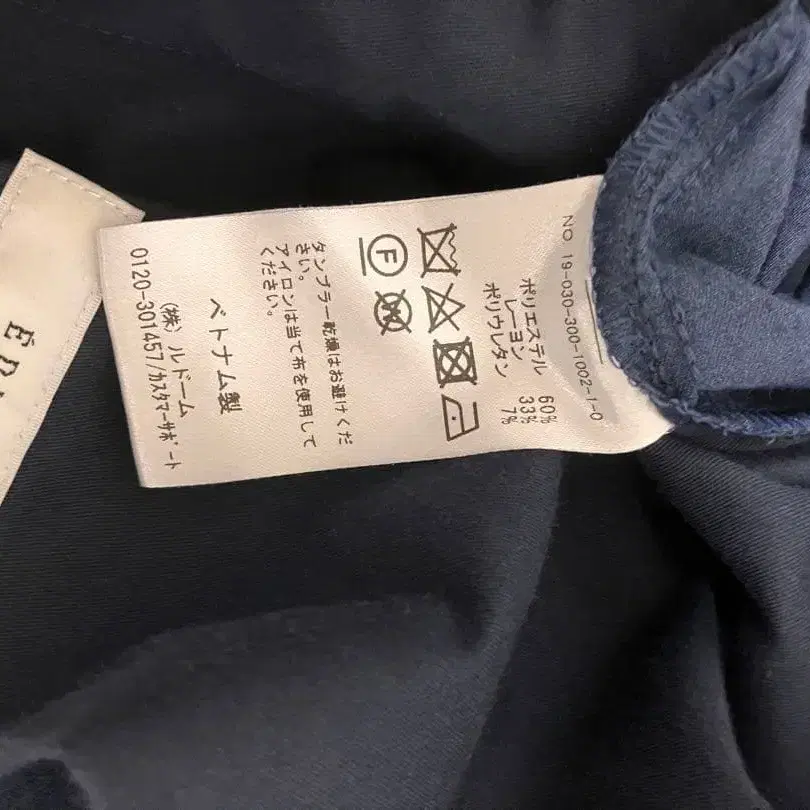 NO 19-030-300-1002-1-0
ポリエステル 60%
レーヨン 33%
ポリウレタン 7%
F
タンブラー乾燥はお避けくだ
さい。
アイロンは当て布を使用して
ください。
ベトナム製
(株)ルドーム
0120-301457/カスタマーサポート